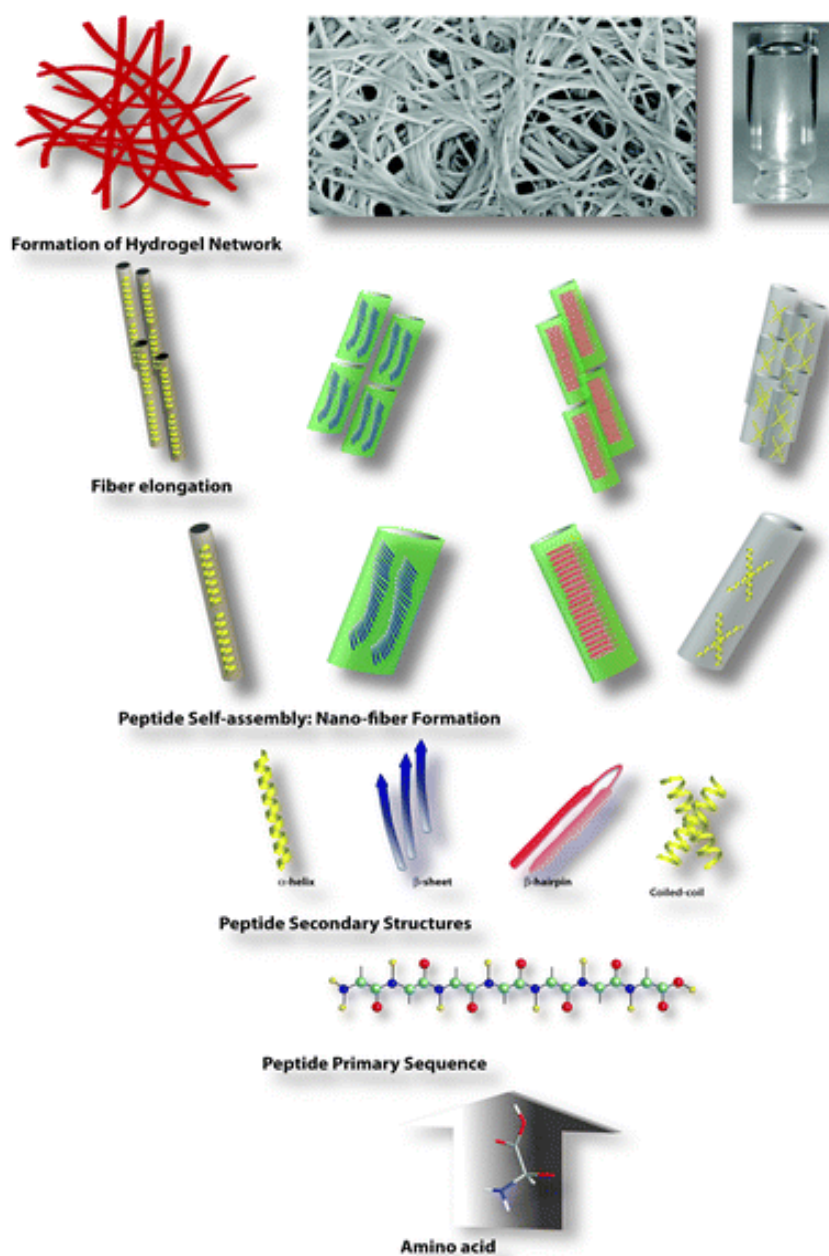 Formation of Hydrogel Network
Fiber elongation
Peptide Self-assembly: Nano-fiber Formation
α-helix
β-sheet
β-hairpin
Coiled-coil
Peptide Secondary Structures
Peptide Primary Sequence
Amino acid